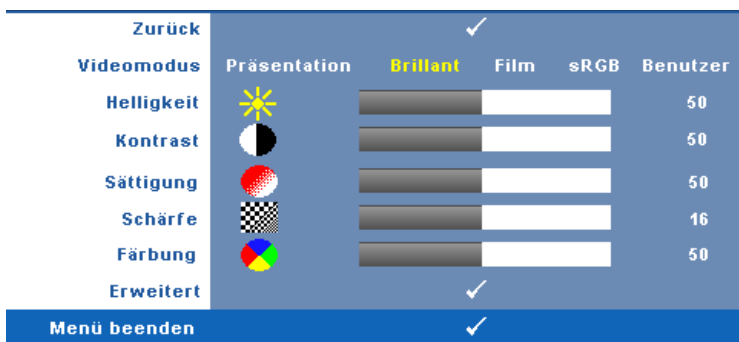 Zurück
Videomodus Präsentation Brillant Film sRGB Benutzer
Helligkeit 50
Kontrast 50
Sättigung 50
Schärfe 16
Färbung 50
Erweitert
Menü beenden